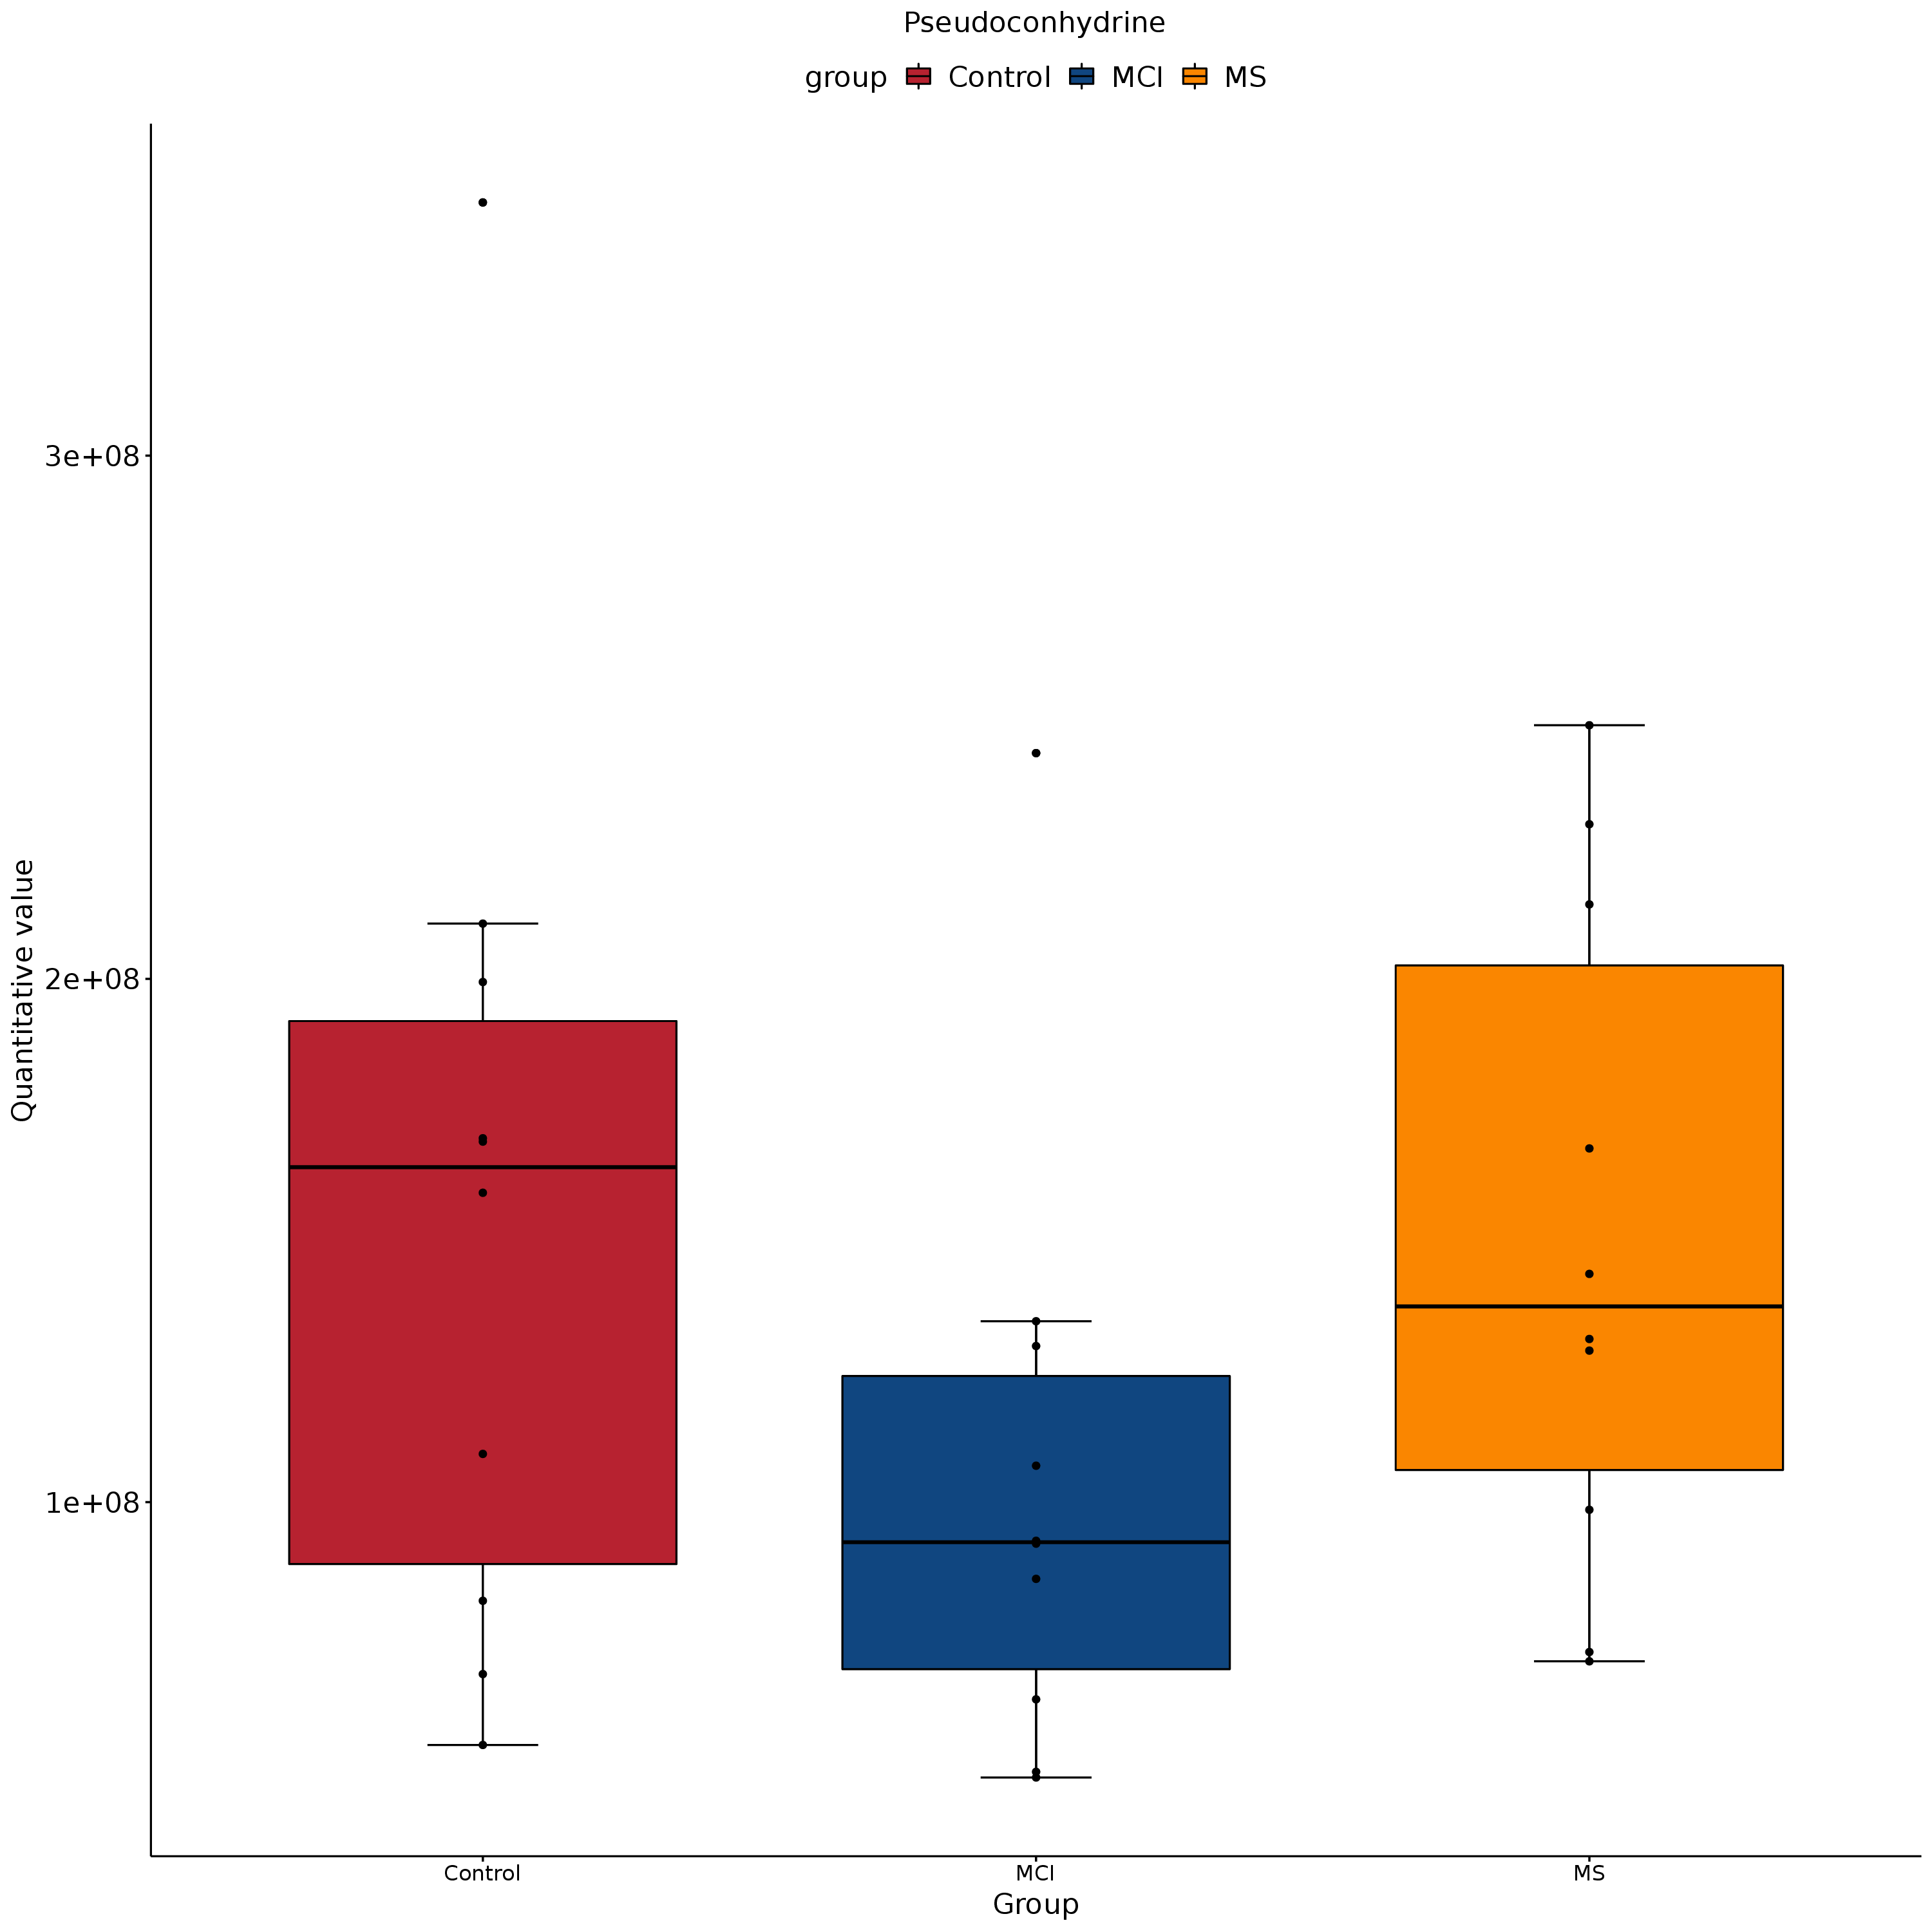 Pseudoconhydrine
group Control MCI MS
3e+08
2e+08
1e+08
Quantitative value
Control MCI MS
Group